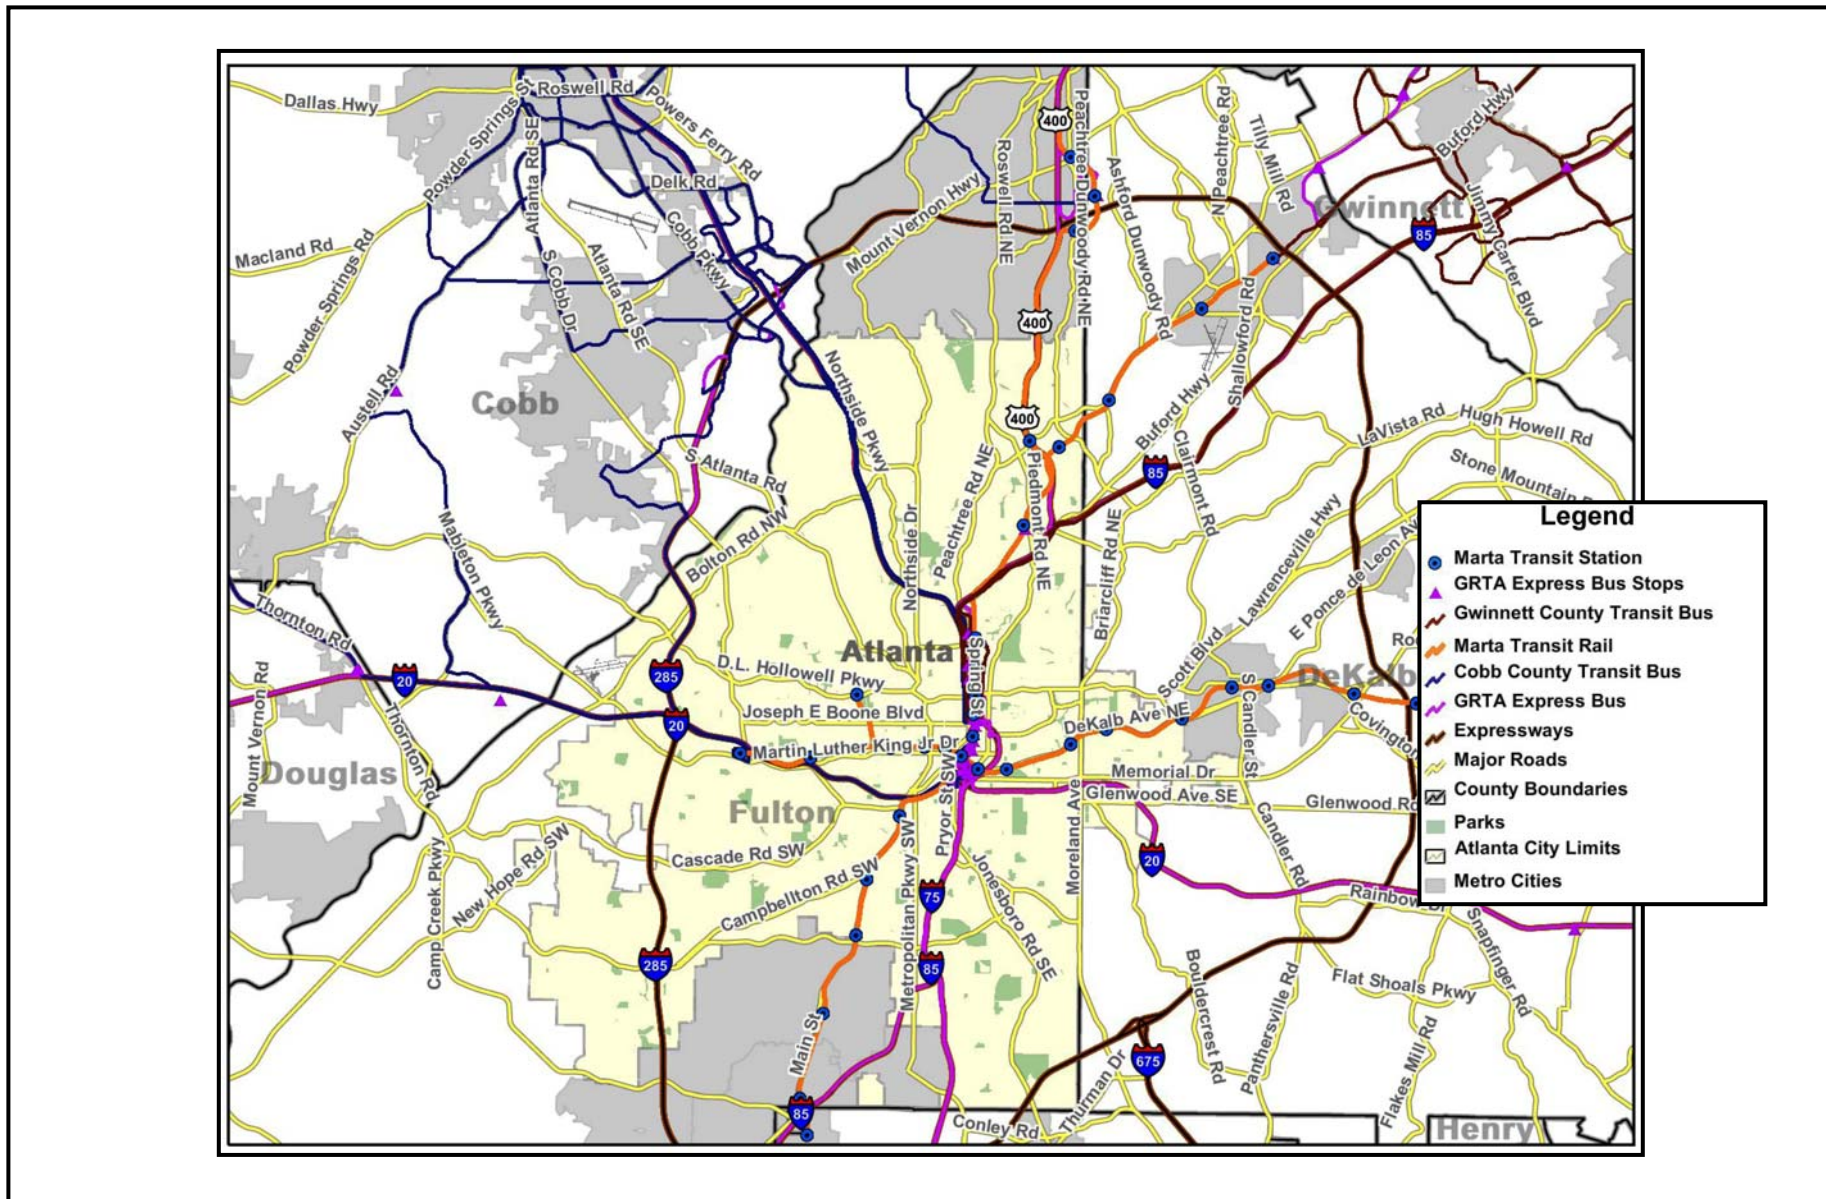 Dallas Hwy
Roswell Rd
Powder Springs St
Powers Ferry Rd
Atlanta Rd SE
Delk Rd
Cobb Pkwy
Macland Rd
Powder Springs Rd
S Cobb Dr
Atlanta Rd SE
Austell Rd
Cobb
S Atlanta Rd
Mableton Pkwy
Bolton Rd NW
Northside Pkwy
Mount Vernon Hwy
Roswell Rd NE
400
Peachtree Dunwoody Rd NE
Ashford Dunwoody Rd
N Peachtree Rd
Tilly Mill Rd
Buford Hwy
Gwinnett
85
Jimmy Carter Blvd
400
Shallowford Rd
Buford Hwy
400
Clairmont Rd
LaVista Rd
Hugh Howell Rd
Stone Mountain
85
Piedmont Rd NE
Peachtree Rd NE
Northside Dr
Briarcliff Rd NE
Lawrenceville Hwy
E Ponce de Leon Av
Scott Blvd
Thornton Rd
20
285
D.L. Hollowell Pkwy
Atlanta
Spring St
Joseph E Boone Blvd
20
Martin Luther King Jr Dr
DeKalb Ave NE
S Candler St
DeKalb
Covington
Mount Vernon Rd
Douglas
Thornton Rd
Fulton
Pryor St SW
Memorial Dr
Glenwood Ave SE
Glenwood Rd
Moreland Ave
Candler Rd
20
Rainbow Dr
Cascade Rd SW
Campbellton Rd SW
Metropolitan Pkwy SW
75
Jonesboro Rd SE
New Hope Rd SW
Camp Creek Pkwy
285
85
Bouldercrest Rd
Panthersville Rd
Flat Shoals Pkwy
Snapfinger Rd
Flakes Mill Rd
Main St
85
675
Thurman Dr
Conley Rd
Henry
Legend
Marta Transit Station
GRTA Express Bus Stops
Gwinnett County Transit Bus
Marta Transit Rail
Cobb County Transit Bus
GRTA Express Bus
Expressways
Major Roads
County Boundaries
Parks
Atlanta City Limits
Metro Cities